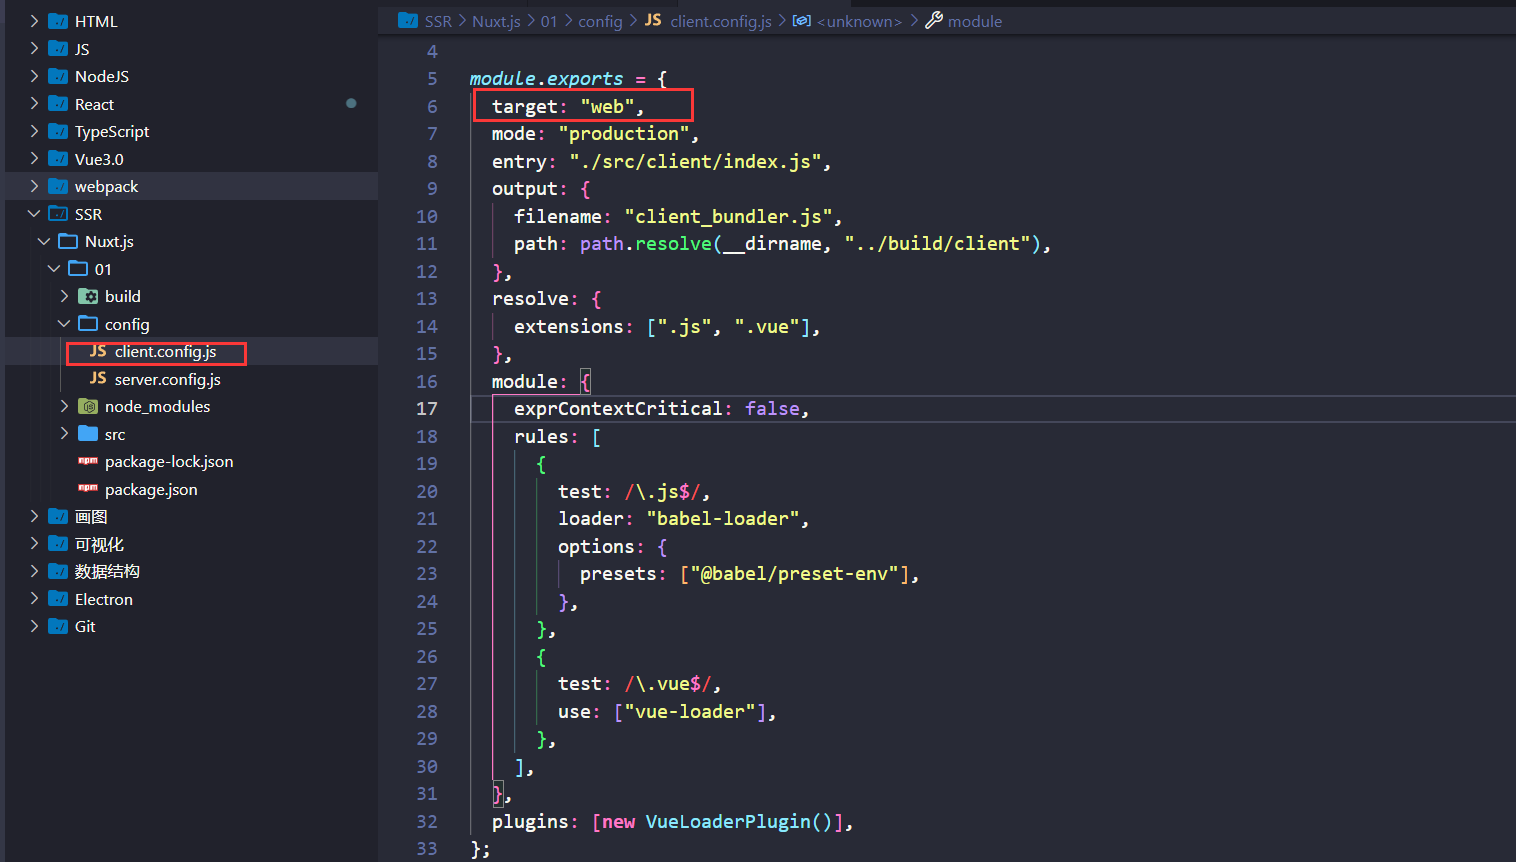 HTML
JS
NodeJS
React
TypeScript
Vue3.0
webpack
SSR
Nuxt.js
01
build
config
JS client.config.js
JS server.config.js
node_modules
src
npm package-lock.json
npm package.json
画图
可视化
数据结构
Electron
Git
SSR > Nuxt.js > 01 > config > JS client.config.js > <unknown> > module
4
5 module.exports = {
6 target: "web",
7 mode: "production",
8 entry: "./src/client/index.js",
9 output: {
10 filename: "client_bundler.js",
11 path: path.resolve(__dirname, "../build/client"),
12 },
13 resolve: {
14 extensions: [".js", ".vue"],
15 },
16 module: {
17 exprContextCritical: false,
18 rules: [
19 {
20 test: /\.js$/,
21 loader: "babel-loader",
22 options: {
23 presets: ["@babel/preset-env"],
24 },
25 },
26 {
27 test: /\.vue$/,
28 use: ["vue-loader"],
29 },
30 ],
31 },
32 plugins: [new VueLoaderPlugin()],
33 };